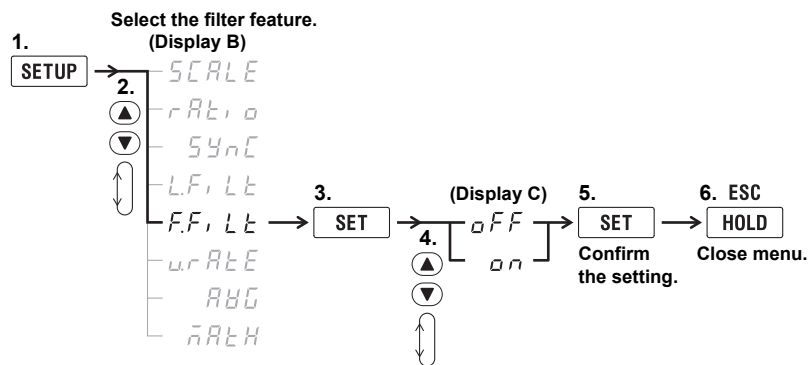 Select the filter feature.
(Display B)
1.
SETUP
2.
SCALE
rAtio
SYnC
L.FiLt
F.FiLt
u.rAtE
AVG
MAtH
3.
SET
(Display C)
4.
oFF
on
5.
SET
Confirm
the setting.
6. ESC
HOLD
Close menu.